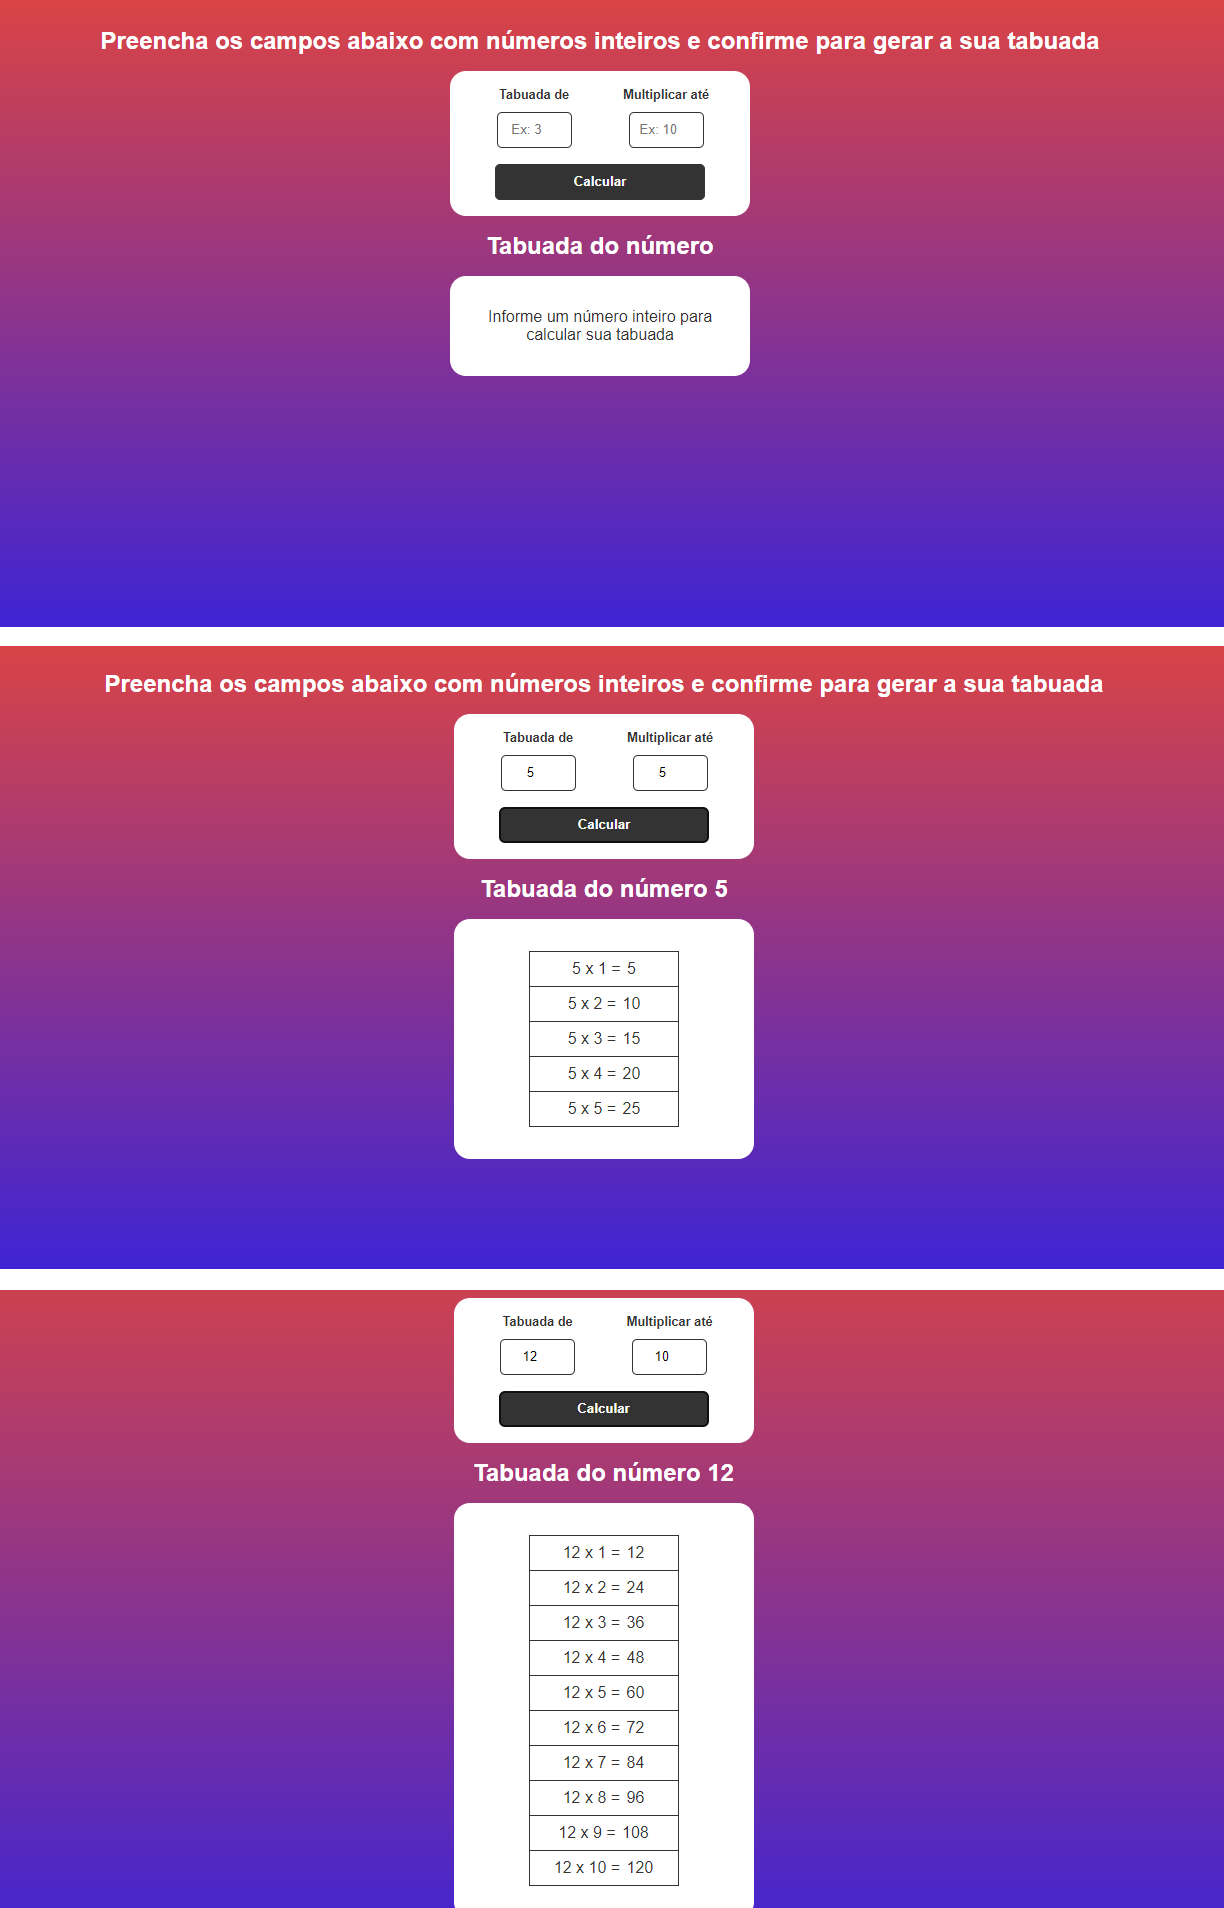 Preencha os campos abaixo com números inteiros e confirme para gerar a sua tabuada
Tabuada de Multiplicar até
Ex: 3 Ex: 10
Calcular
Tabuada do número
Informe um número inteiro para
calcular sua tabuada
Preencha os campos abaixo com números inteiros e confirme para gerar a sua tabuada
Tabuada de Multiplicar até
5 5
Calcular
Tabuada do número 5
5 x 1 = 5
5 x 2 = 10
5 x 3 = 15
5 x 4 = 20
5 x 5 = 25
Tabuada de Multiplicar até
12 10
Calcular
Tabuada do número 12
12 x 1 = 12
12 x 2 = 24
12 x 3 = 36
12 x 4 = 48
12 x 5 = 60
12 x 6 = 72
12 x 7 = 84
12 x 8 = 96
12 x 9 = 108
12 x 10 = 120